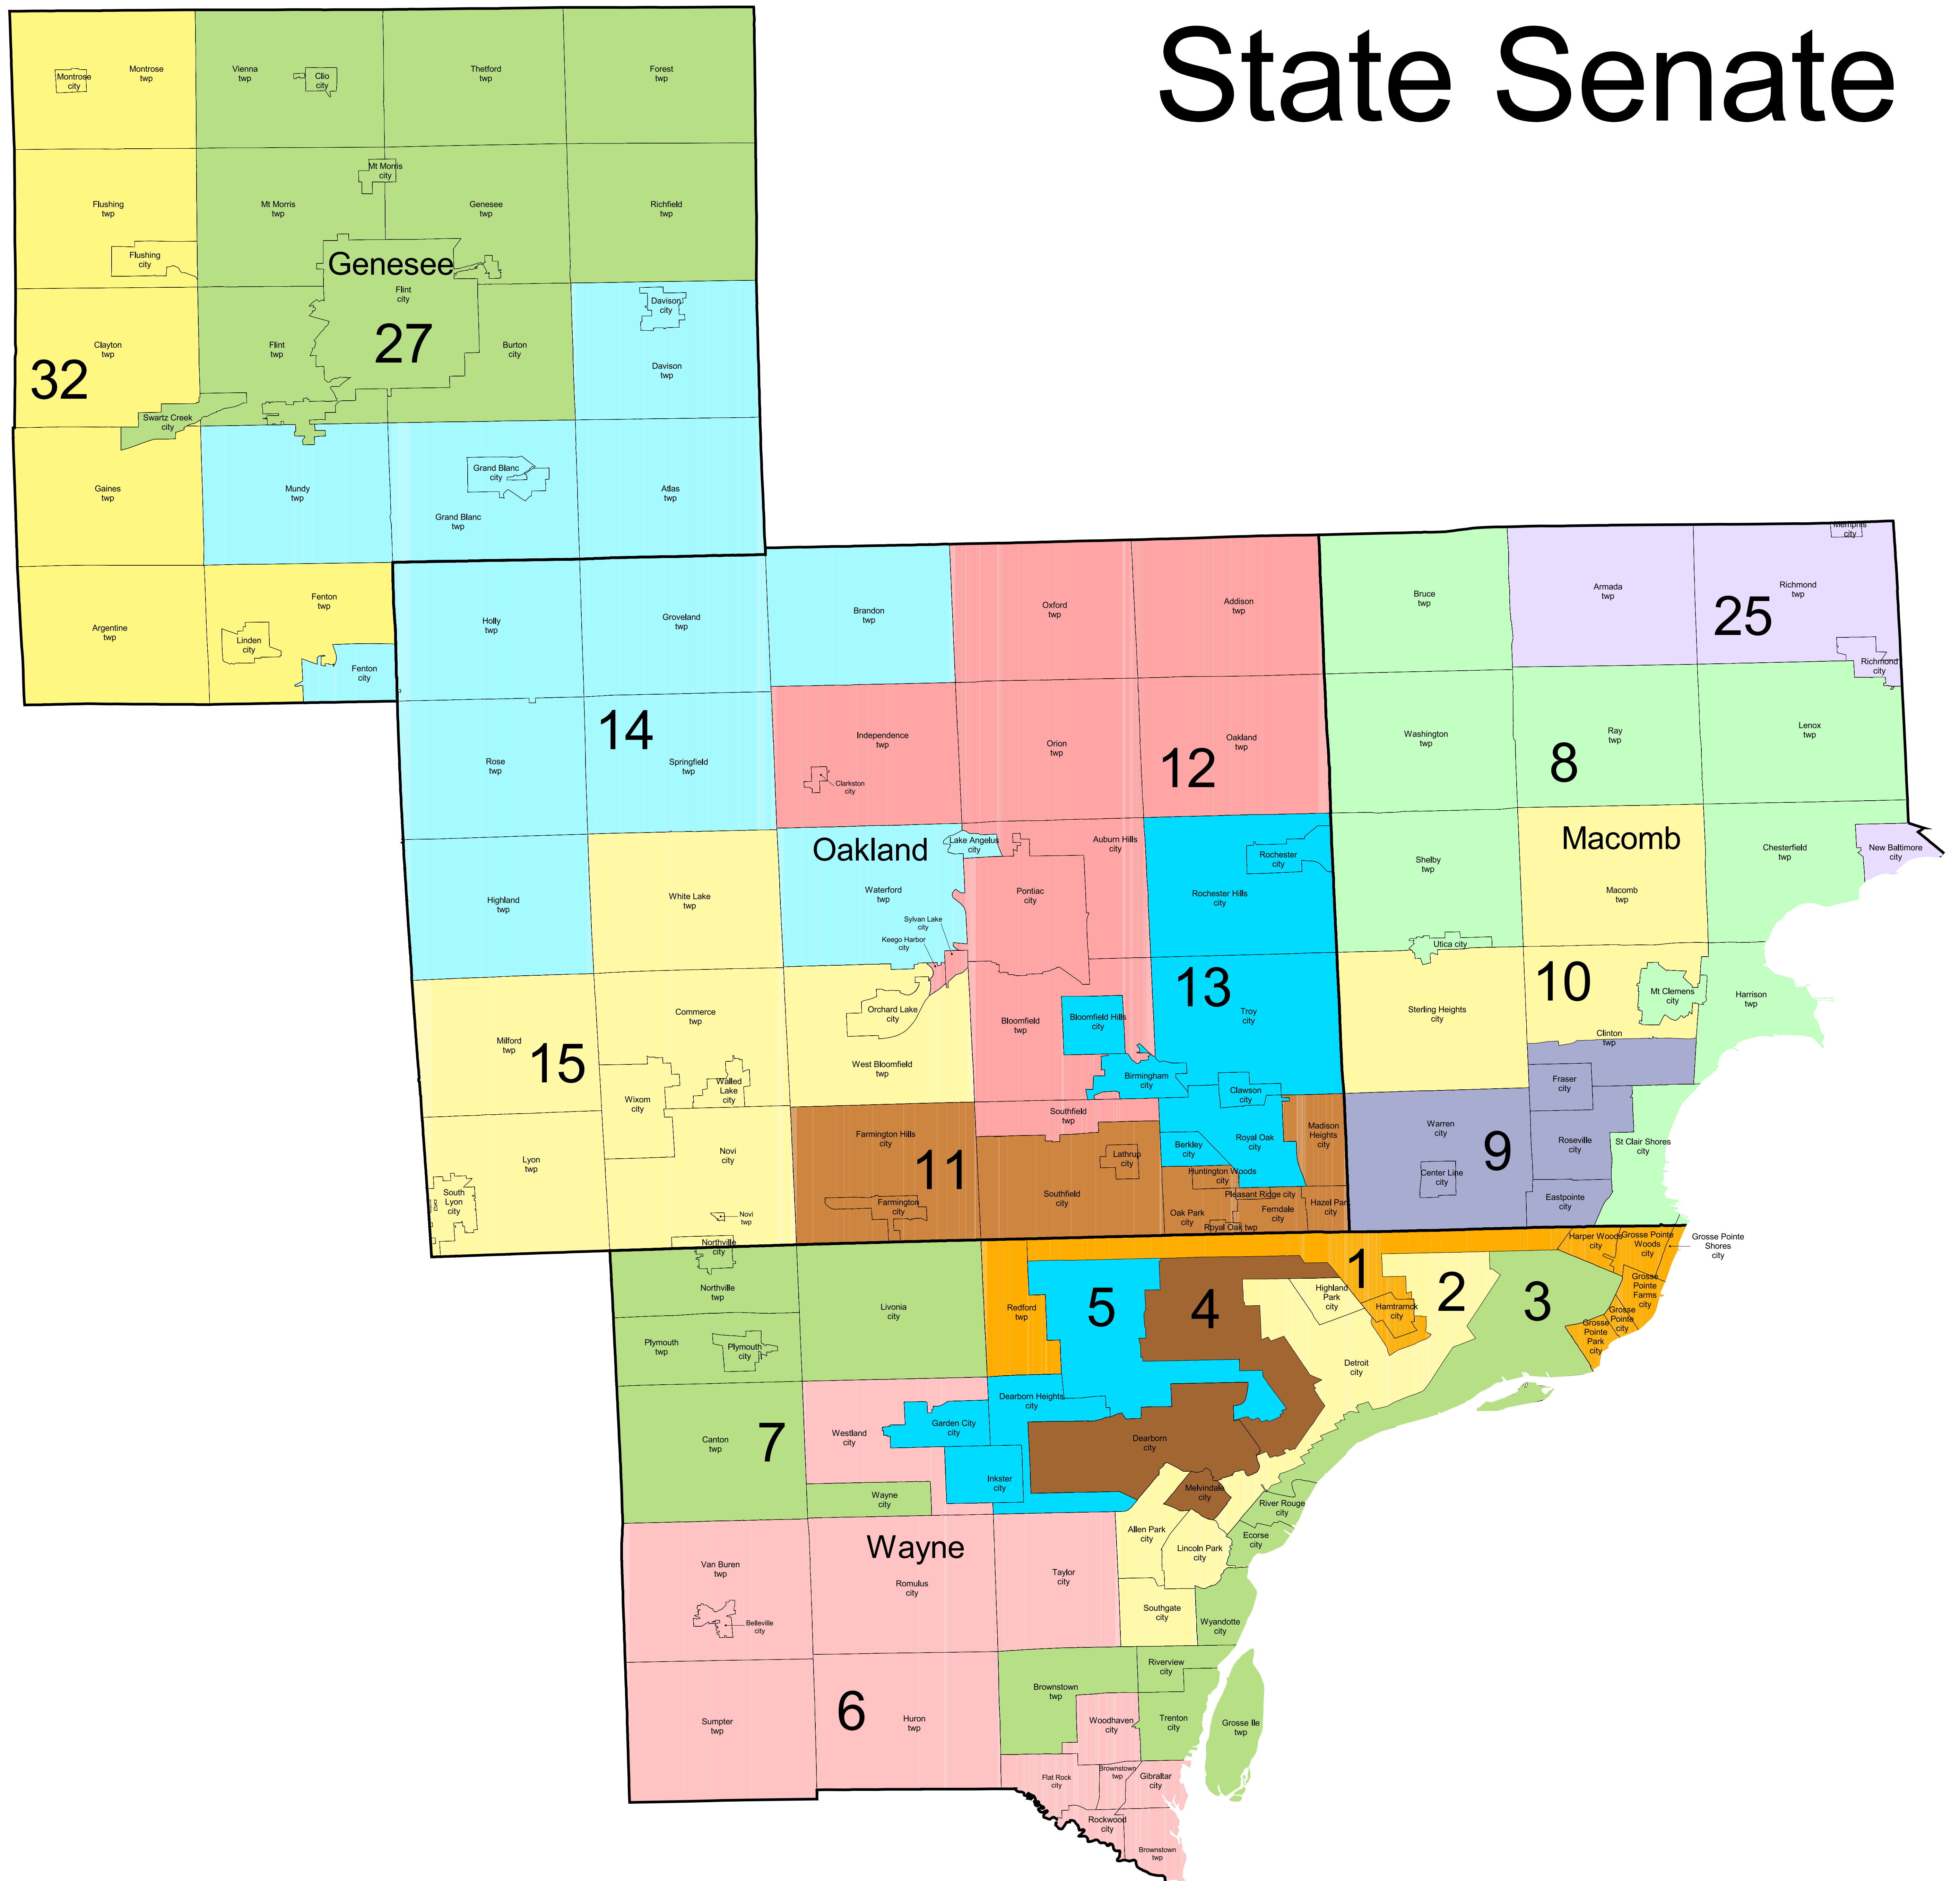 State Senate
Montrose
city
Montrose
twp
Vienna
twp
Clio
city
Thetford
twp
Forest
twp
Flushing
twp
Mt Morris
twp
Mt Morris
city
Genesee
twp
Richfield
twp
Flushing
city
Genesee
Flint
city
27
Clayton
twp
32
Flint
twp
Burton
city
Davison
city
Davison
twp
Swartz Creek
city
Gaines
twp
Mundy
twp
Grand Blanc
city
Grand Blanc
twp
Atlas
twp
Argentine
twp
Fenton
twp
Linden
city
Fenton
city
Holly
twp
Groveland
twp
Brandon
twp
Oxford
twp
Addison
twp
Bruce
twp
Armada
twp
Memphis
city
Richmond
twp
25
Richmond
city
Rose
twp
14
Springfield
twp
Independence
twp
Clarkston
city
Orion
twp
12
Oakland
twp
Washington
twp
8
Ray
twp
Lenox
twp
Highland
twp
White Lake
twp
Oakland
Lake Angelus
city
Waterford
twp
Sylvan Lake
city
Keego Harbor
city
Pontiac
city
Auburn Hills
city
Rochester
city
Rochester Hills
city
Shelby
twp
Utica city
Macomb
Macomb
twp
Chesterfield
twp
New Baltimore
city
Milford
twp
15
Commerce
twp
Wixom
city
Walled
Lake
city
Orchard Lake
city
West Bloomfield
twp
Bloomfield
twp
Bloomfield Hills
city
Birmingham
city
13
Troy
city
Clawson
city
Sterling Heights
city
10
Mt Clemens
city
Clinton
twp
Harrison
twp
Lyon
twp
South
Lyon
city
Novi
city
Novi
twp
Farmington Hills
city
11
Farmington
city
Southfield
twp
Lathrup
city
Southfield
city
Berkley
city
Royal Oak
city
Madison
Heights
city
Huntington Woods
city
Pleasant Ridge city
Oak Park
city
Ferndale
city
Royal Oak twp
Hazel Park
city
Warren
city
Center Line
city
9
Fraser
city
Roseville
city
Eastpointe
city
St Clair Shores
city
Northville
city
Northville
twp
Livonia
city
Plymouth
twp
Plymouth
city
Canton
twp
7
Redford
twp
5
4
1
2
3
Highland
Park
city
Hamtramck
city
Detroit
city
Harper Woods
city
Grosse Pointe
Woods
city
Grosse Pointe
Shores
city
Grosse
Pointe
Farms
city
Grosse
Pointe
city
Grosse
Pointe
Park
city
Westland
city
Garden City
city
Dearborn Heights
city
Dearborn
city
Inkster
city
Wayne
city
Melvindale
city
River Rouge
city
Ecorse
city
Allen Park
city
Lincoln Park
city
Van Buren
twp
Belleville
city
Wayne
Romulus
city
Taylor
city
Southgate
city
Wyandotte
city
Sumpter
twp
6
Huron
twp
Brownstown
twp
Riverview
city
Woodhaven
city
Trenton
city
Grosse Ile
twp
Flat Rock
city
Brownstown
twp
Gibraltar
city
Rockwood
city
Brownstown
twp